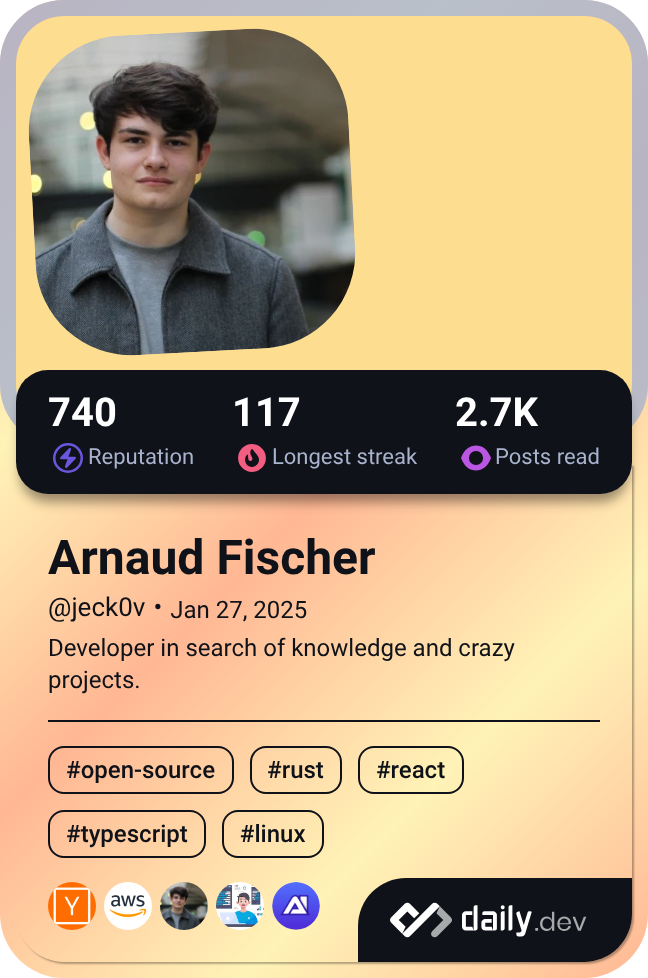 740 117 2.7K
Reputation Longest streak Posts read
Arnaud Fischer
@jeck0v • Jan 27, 2025
Developer in search of knowledge and crazy
projects.
#open-source #rust #react
#typescript #linux
Y aws AI daily.dev